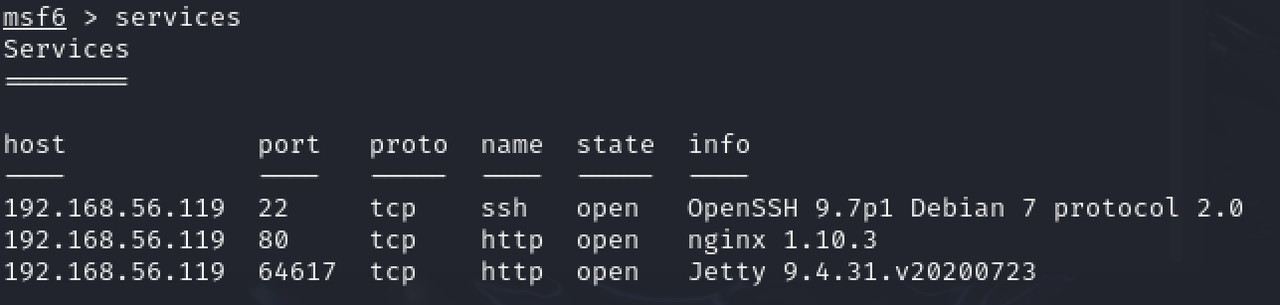 msf6 > services
Services
========
host port proto name state info
---- ---- ----- ---- ----- ----
192.168.56.119 22 tcp ssh open OpenSSH 9.7p1 Debian 7 protocol 2.0
192.168.56.119 80 tcp http open nginx 1.10.3
192.168.56.119 64617 tcp http open Jetty 9.4.31.v20200723